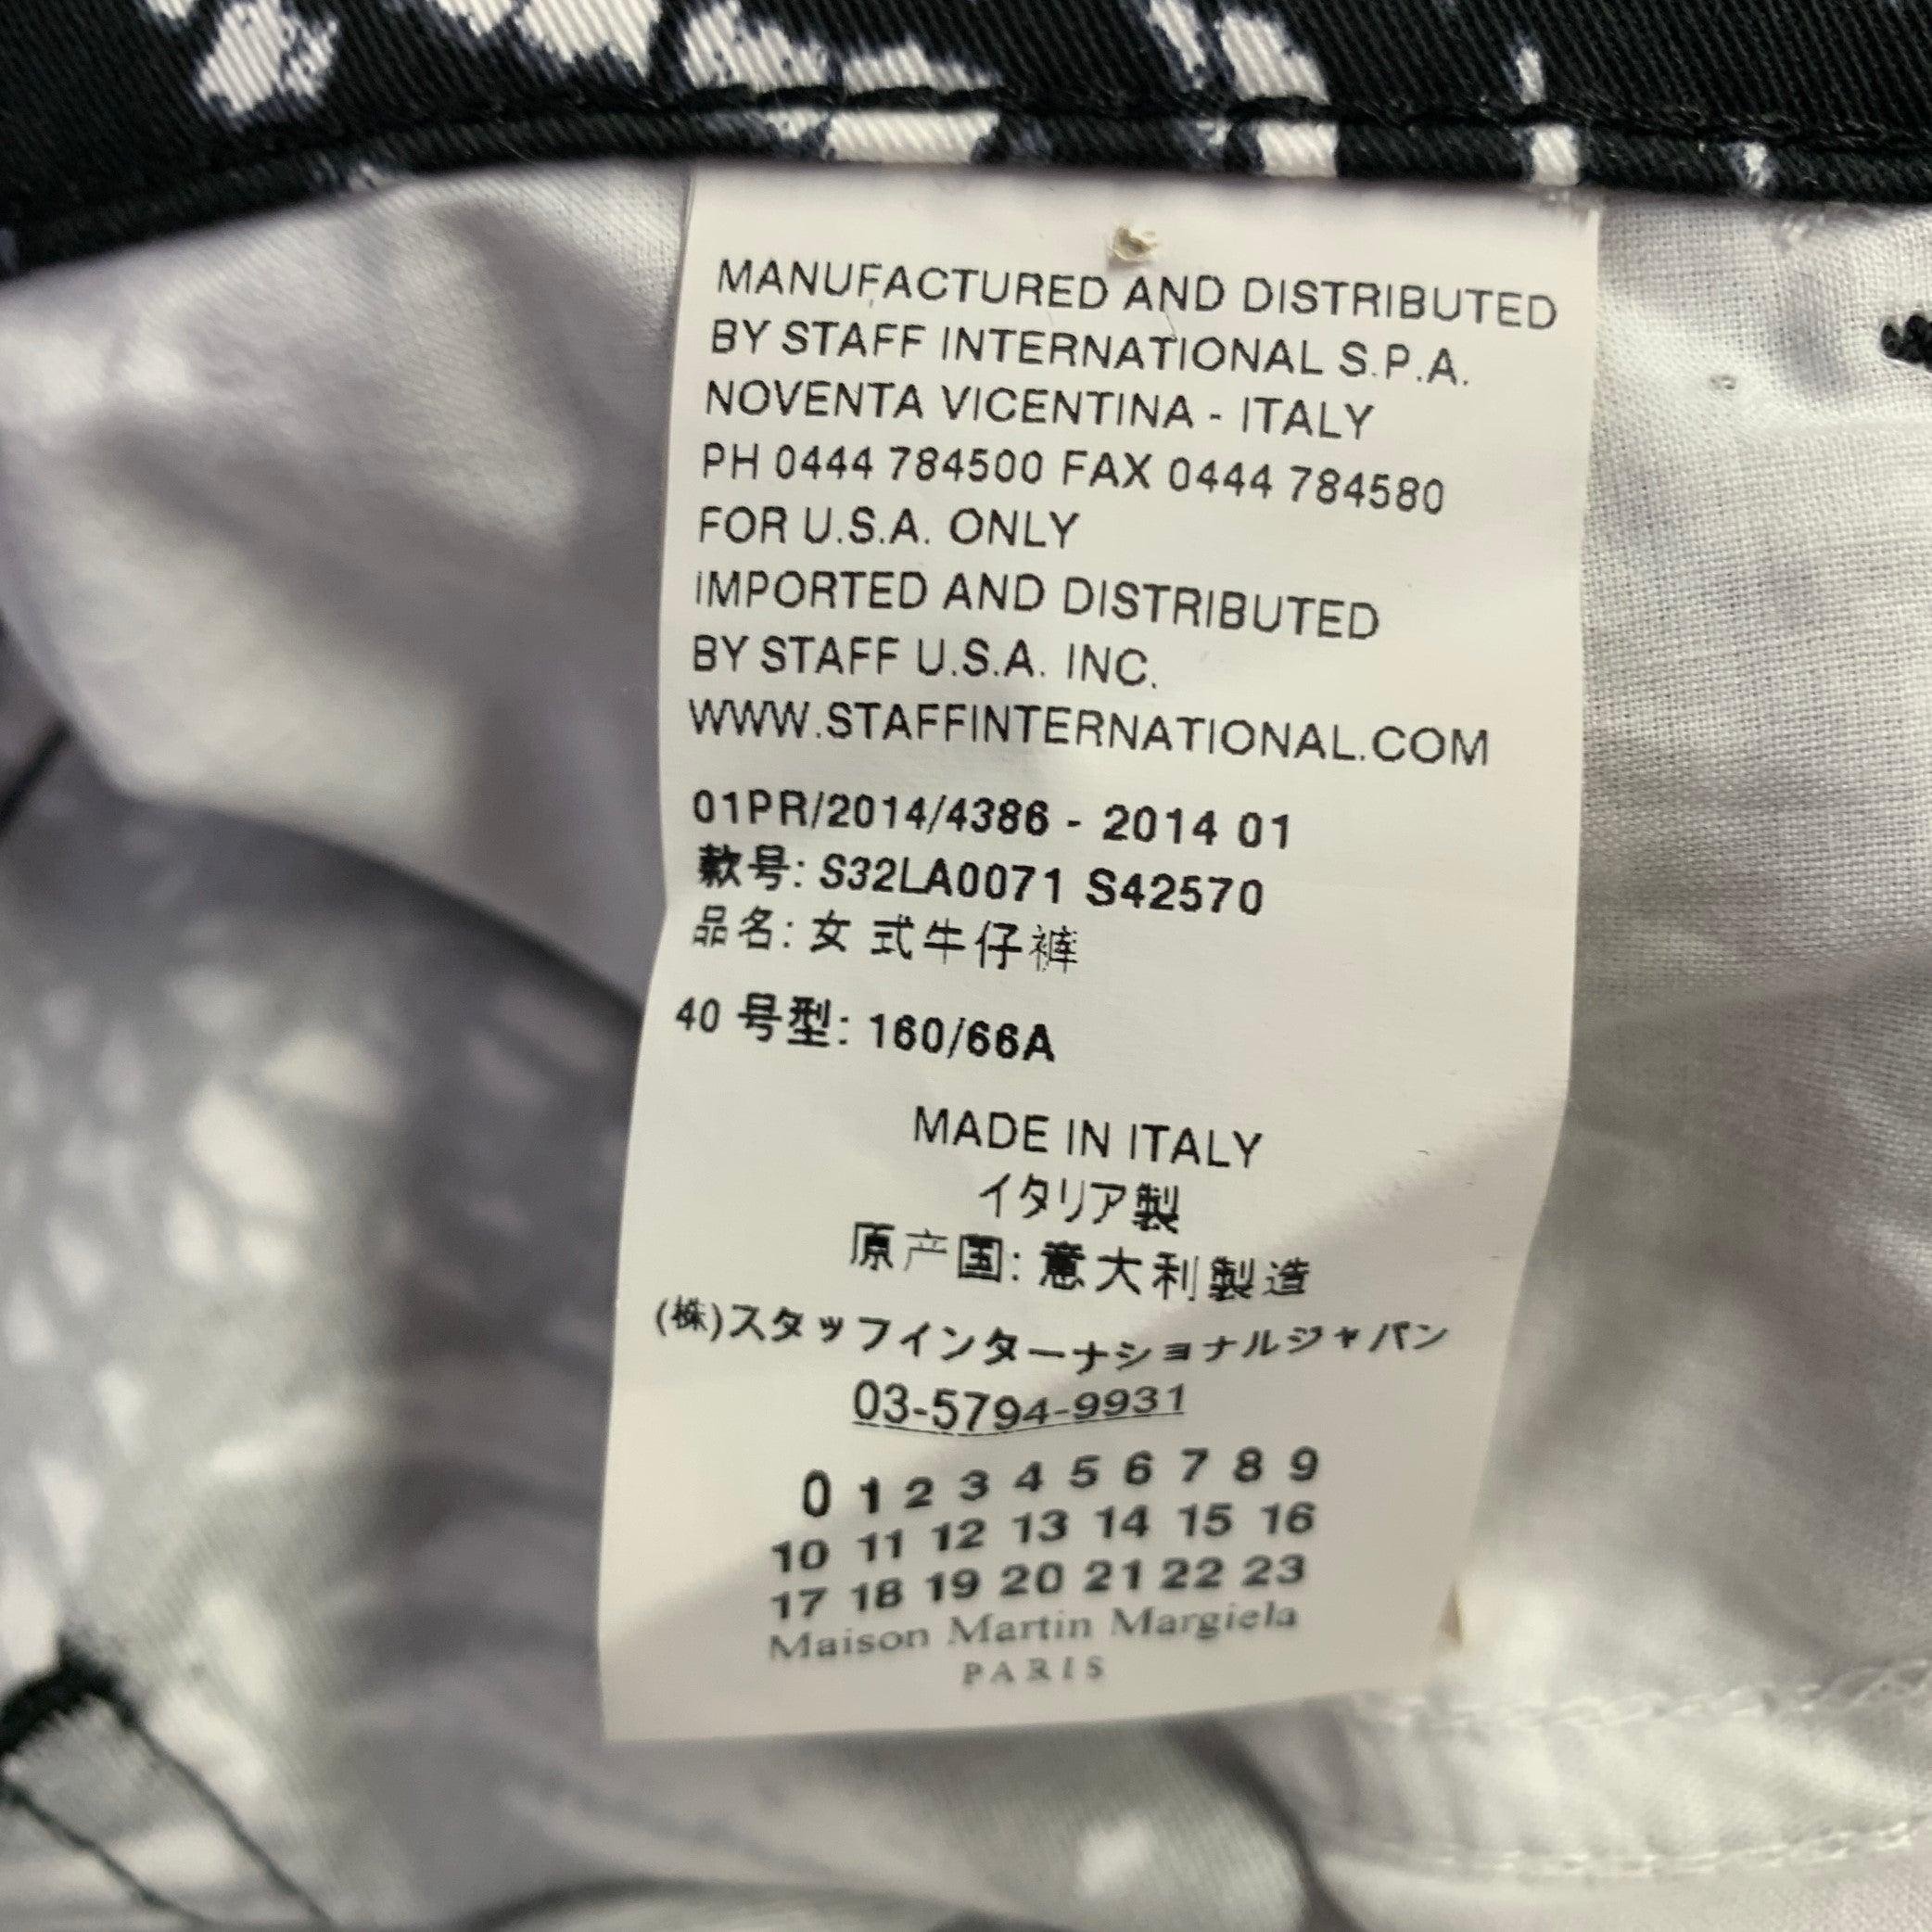 MANUFACTURED AND DISTRIBUTED
BY STAFF INTERNATIONAL S.P.A.
NOVENTA VICENTINA - ITALY
PH 0444 784500 FAX 0444 784580
FOR U.S.A. ONLY
IMPORTED AND DISTRIBUTED
BY STAFF U.S.A. INC.
WWW.STAFFINTERNATIONAL.COM
01PR/2014/4386 - 2014 01
款号: S32LA0071 S42570
品名: 女 式牛仔裤
40 号型: 160/66A
MADE IN ITALY
イタリア製
原产国: 意大利製造
(株)スタッフインターナショナルジャパン
03-5794-9931
0 1 2 3 4 5 6 7 8 9
10 11 12 13 14 15 16
17 18 19 20 21 22 23
Maison Martin Margiela
PARIS